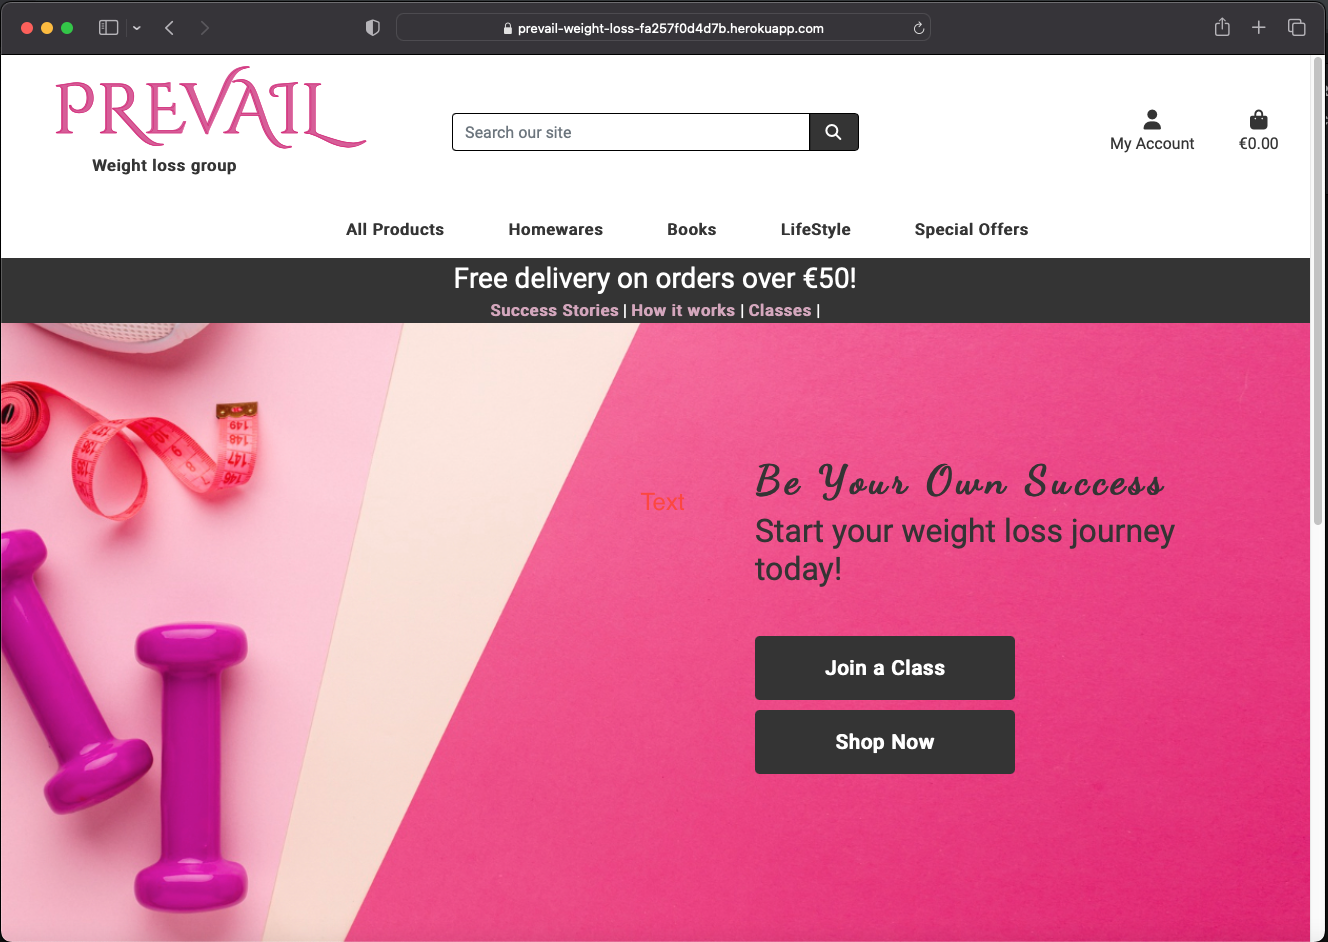 prevail-weight-loss-fa257f0d4d7b.herokuapp.com
PREVAIL
Weight loss group
Search our site
My Account
€0.00
All Products Homewares Books LifeStyle Special Offers
Free delivery on orders over €50!
Success Stories | How it works | Classes |
149
148
147
146
Text
Be Your Own Success
Start your weight loss journey
today!
Join a Class
Shop Now